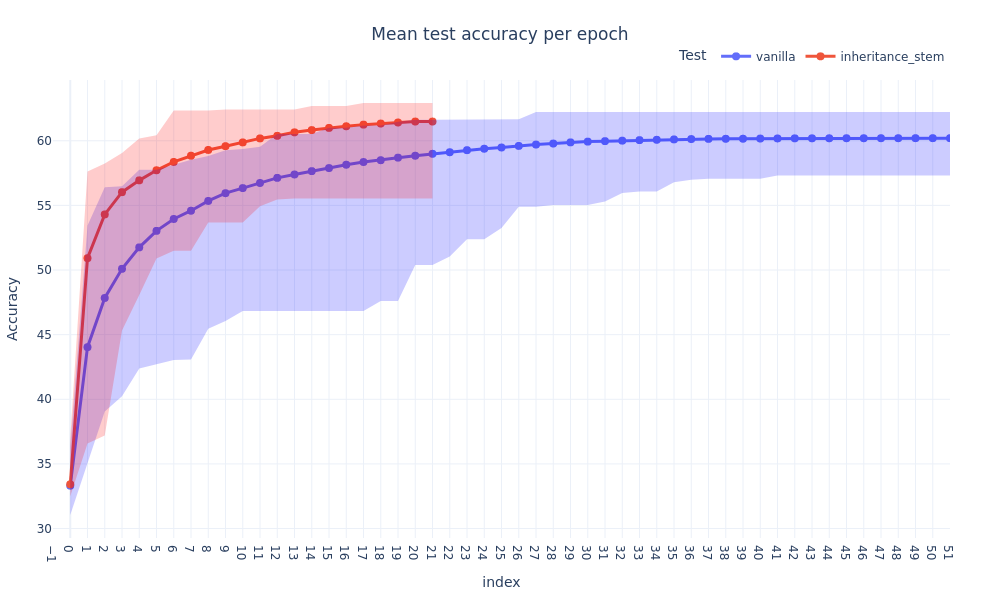 Mean test accuracy per epoch
Test vanilla inheritance_stem
Accuracy
60
55
50
45
40
35
30
−1 0 1 2 3 4 5 6 7 8 9 10 11 12 13 14 15 16 17 18 19 20 21 22 23 24 25 26 27 28 29 30 31 32 33 34 35 36 37 38 39 40 41 42 43 44 45 46 47 48 49 50 51
index